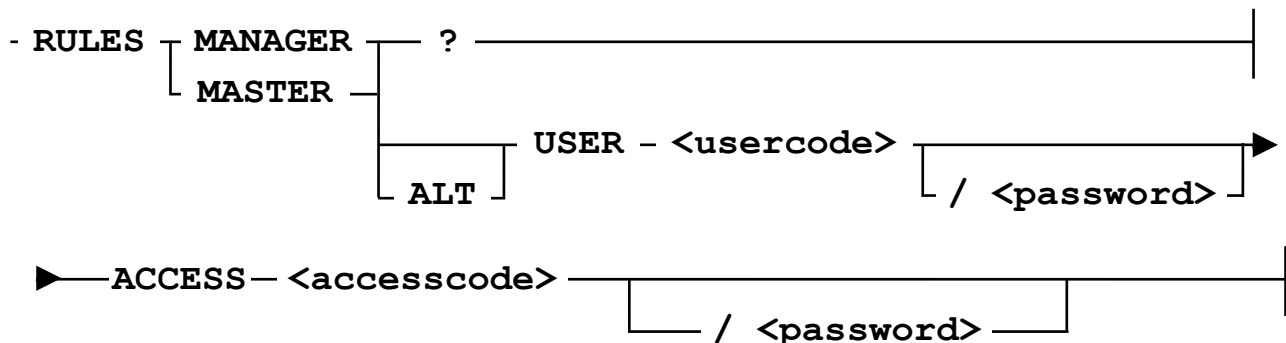 - RULES MANAGER ?
MASTER
USER - <usercode>
ALT / <password>
ACCESS - <accesscode>
/ <password>